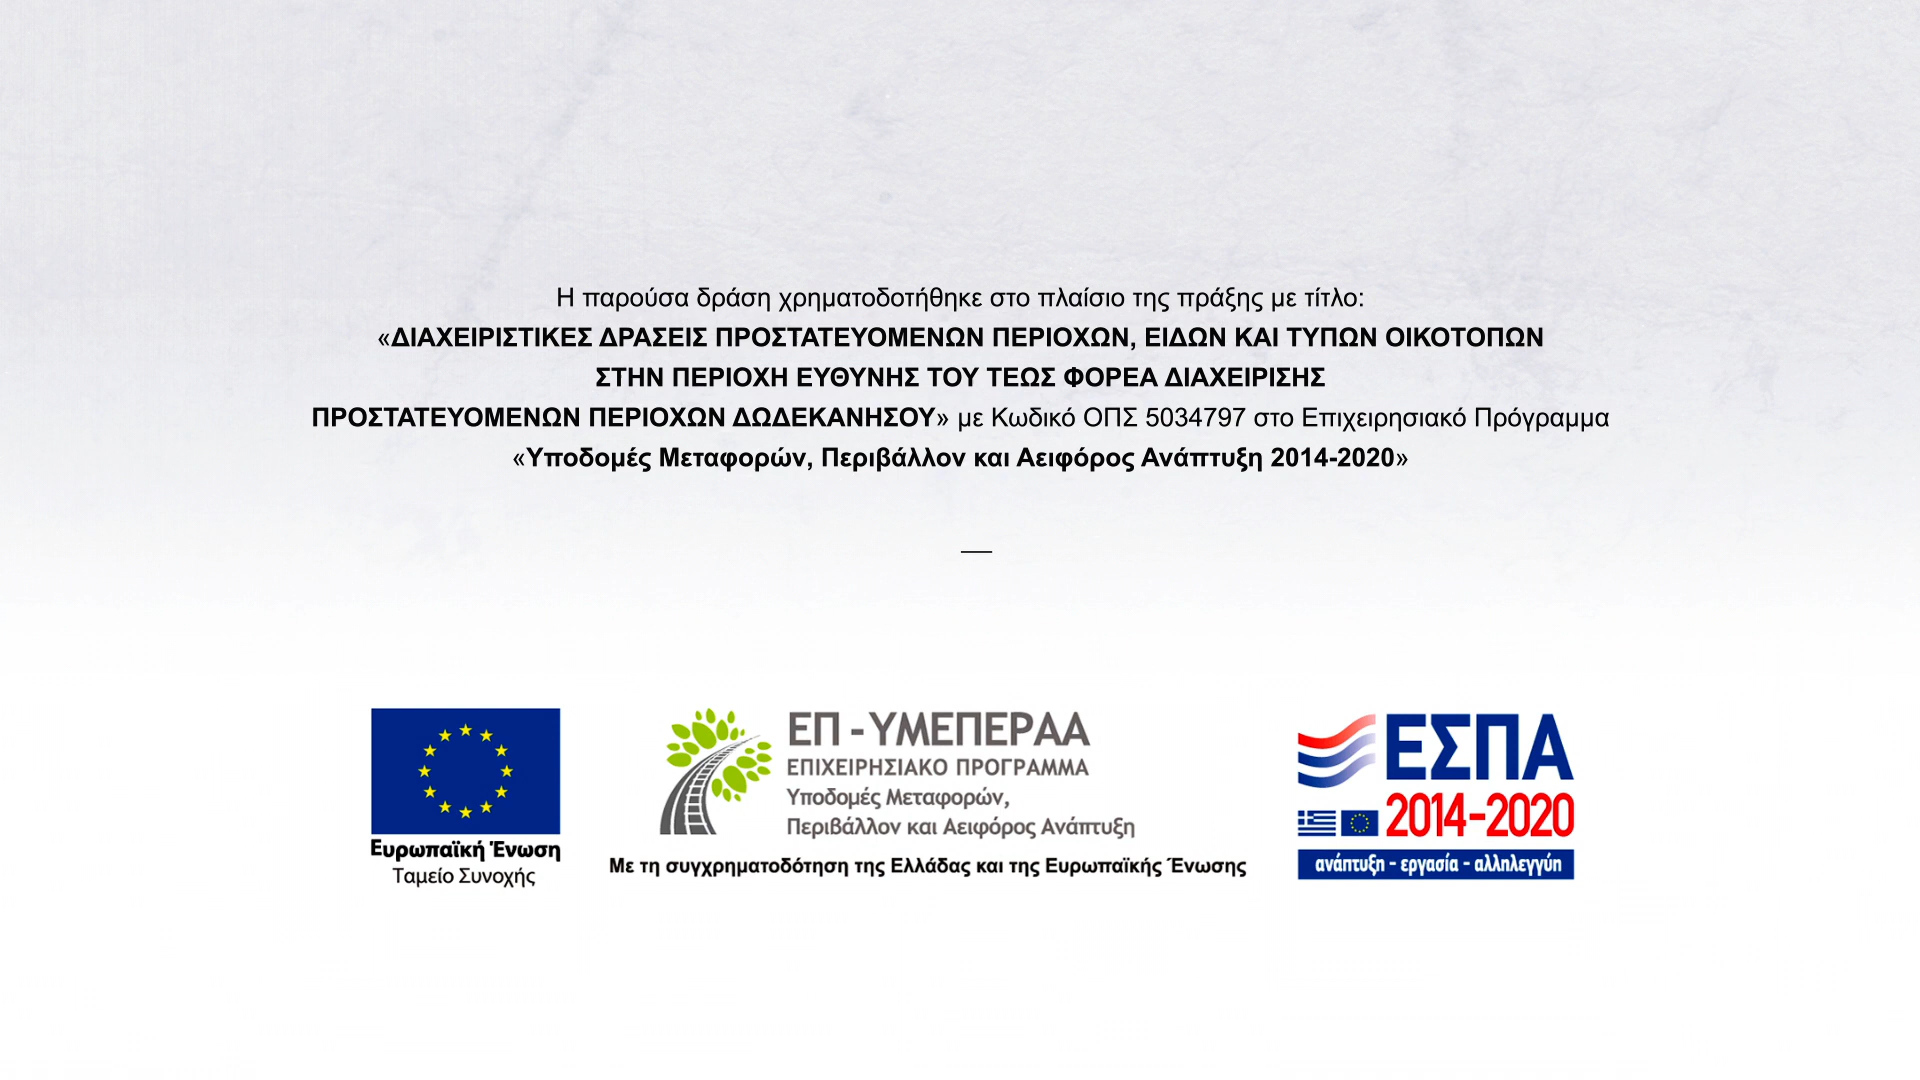 Η παρούσα δράση χρηματοδοτήθηκε στο πλαίσιο της πράξης με τίτλο:
«ΔΙΑΧΕΙΡΙΣΤΙΚΕΣ ΔΡΑΣΕΙΣ ΠΡΟΣΤΑΤΕΥΟΜΕΝΩΝ ΠΕΡΙΟΧΩΝ, ΕΙΔΩΝ ΚΑΙ ΤΥΠΩΝ ΟΙΚΟΤΟΠΩΝ
ΣΤΗΝ ΠΕΡΙΟΧΗ ΕΥΘΥΝΗΣ ΤΟΥ ΤΕΩΣ ΦΟΡΕΑ ΔΙΑΧΕΙΡΙΣΗΣ
ΠΡΟΣΤΑΤΕΥΟΜΕΝΩΝ ΠΕΡΙΟΧΩΝ ΔΩΔΕΚΑΝΗΣΟΥ» με Κωδικό ΟΠΣ 5034797 στο Επιχειρησιακό Πρόγραμμα
«Υποδομές Μεταφορών, Περιβάλλον και Αειφόρος Ανάπτυξη 2014-2020»
Ευρωπαϊκή Ένωση
Ταμείο Συνοχής
ΕΠ - ΥΜΕΠΕΡΑΑ
ΕΠΙΧΕΙΡΗΣΙΑΚΟ ΠΡΟΓΡΑΜΜΑ
Υποδομές Μεταφορών,
Περιβάλλον και Αειφόρος Ανάπτυξη
Με τη συγχρηματοδότηση της Ελλάδας και της Ευρωπαϊκής Ένωσης
ΕΣΠΑ
2014-2020
ανάπτυξη - εργασία - αλληλεγγύη